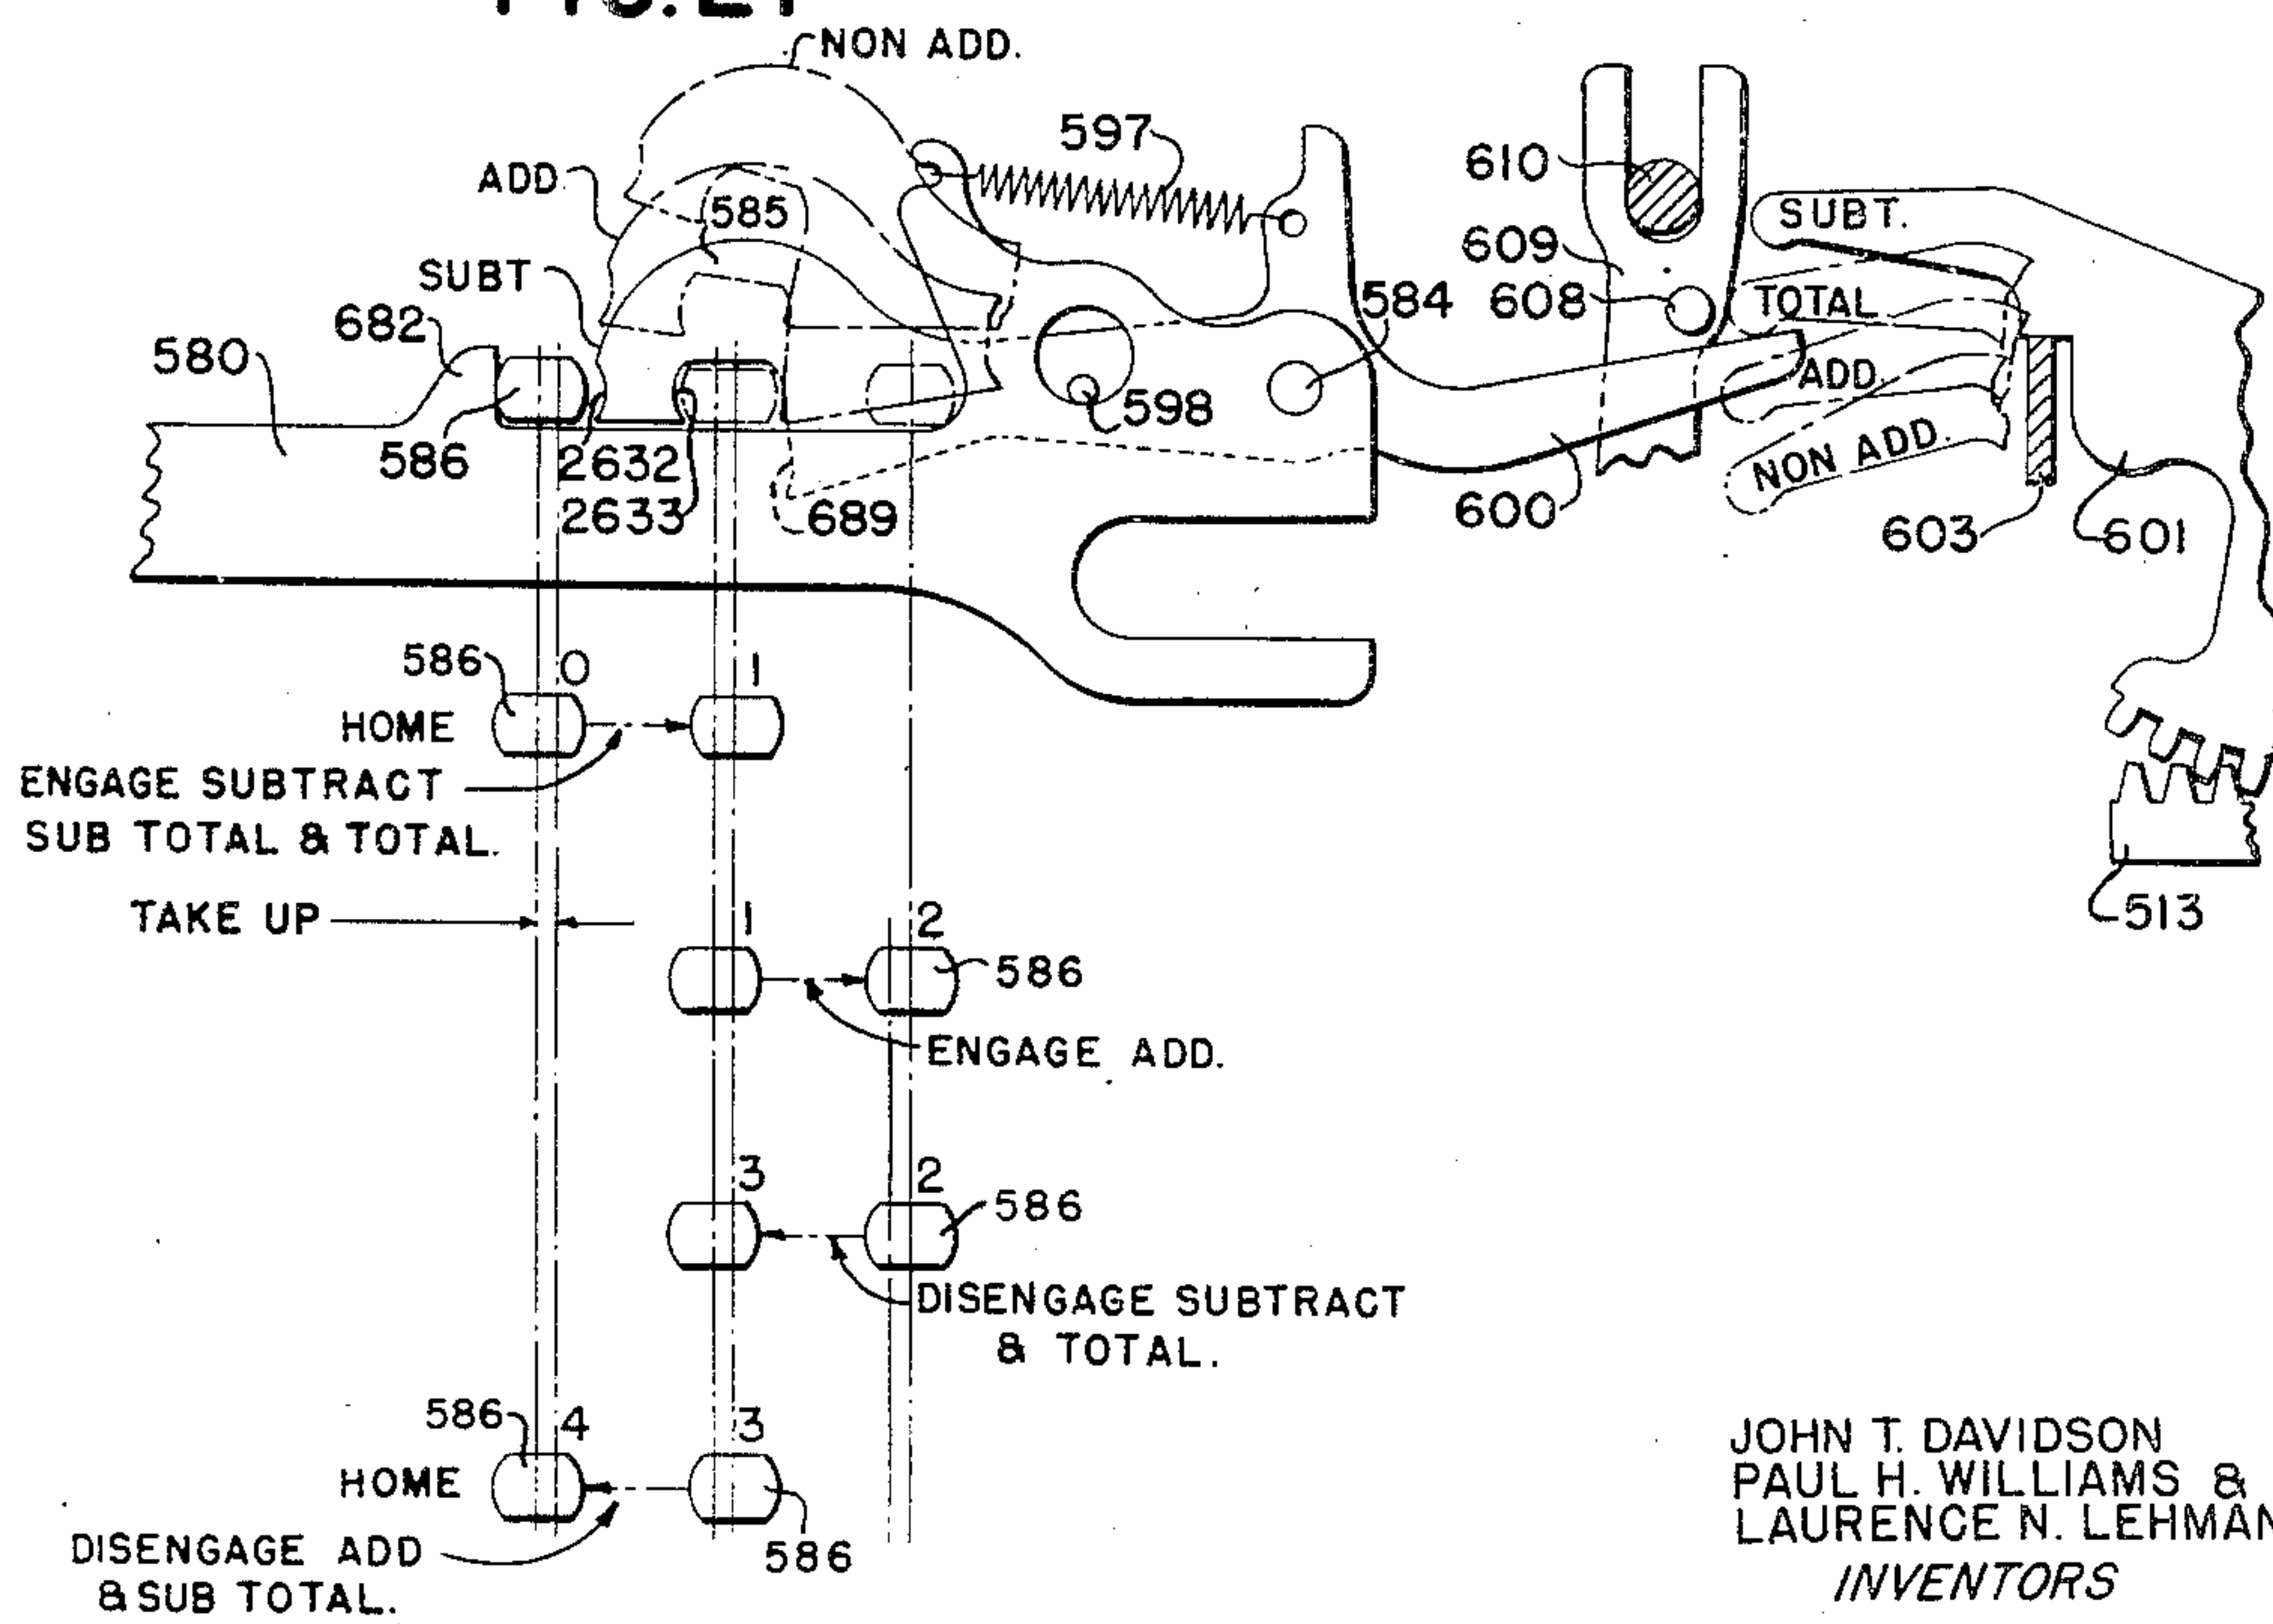 NON ADD.
597
ADD.
585
610
SUBT.
609
SUBT
682
584
608
TOTAL
580
ADD.
598
586
2632
NON ADD.
2633
689
600
603
601
586
0
1
HOME
ENGAGE SUBTRACT
SUB TOTAL & TOTAL.
TAKE UP
1
2
586
513
ENGAGE ADD.
3
2
586
DISENGAGE SUBTRACT
& TOTAL.
586
4
3
HOME
586
DISENGAGE ADD
& SUB TOTAL.
JOHN T. DAVIDSON
PAUL H. WILLIAMS &
LAURENCE N. LEHMAN
INVENTORS